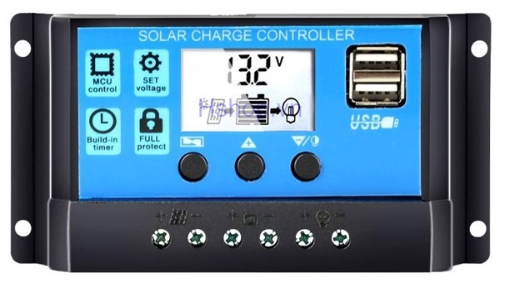 SOLAR CHARGE CONTROLLER
MCU
control
SET
voltage
Build-in
timer
FULL
protect
13.2 V
USB